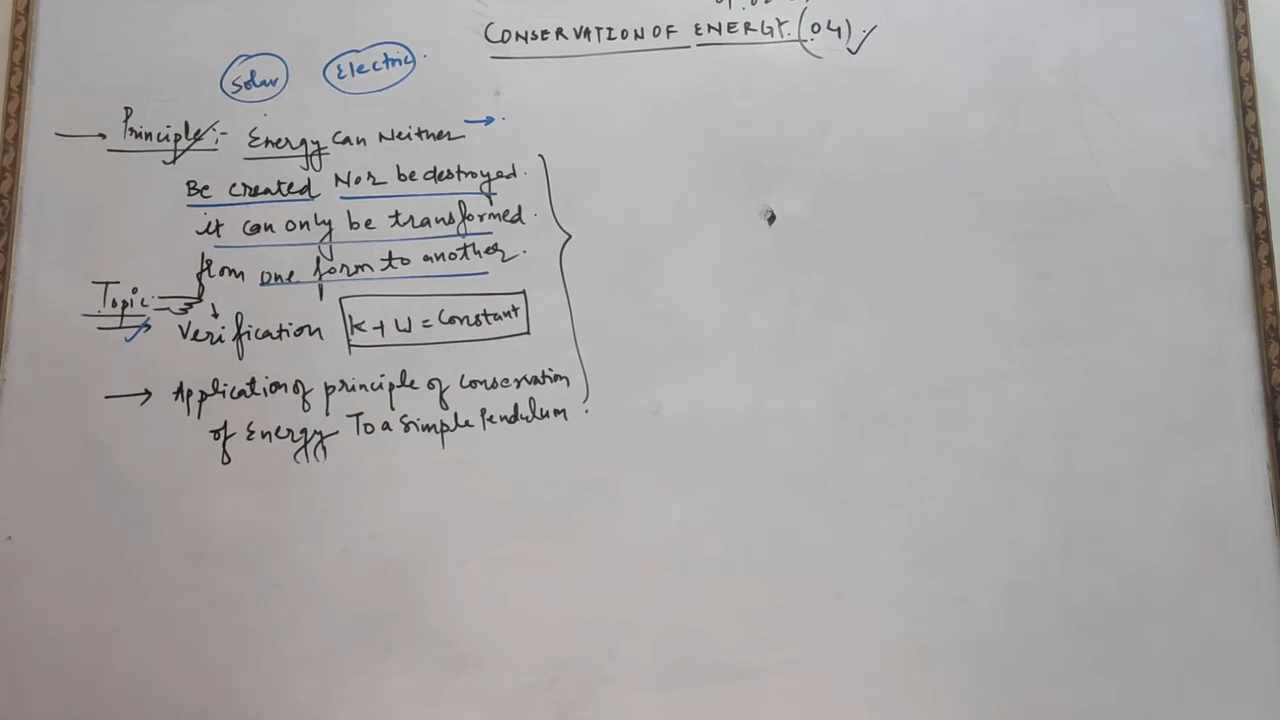 CONSERVATION OF ENERGY. (04)
Solar Electric
Principle:- Energy Can Neither
Be created Nor be destroyed.
it can only be transformed.
from one form to another.
Topic:
Verification K+U = Constant
Application of principle of conservation
of Energy To a Simple Pendulum